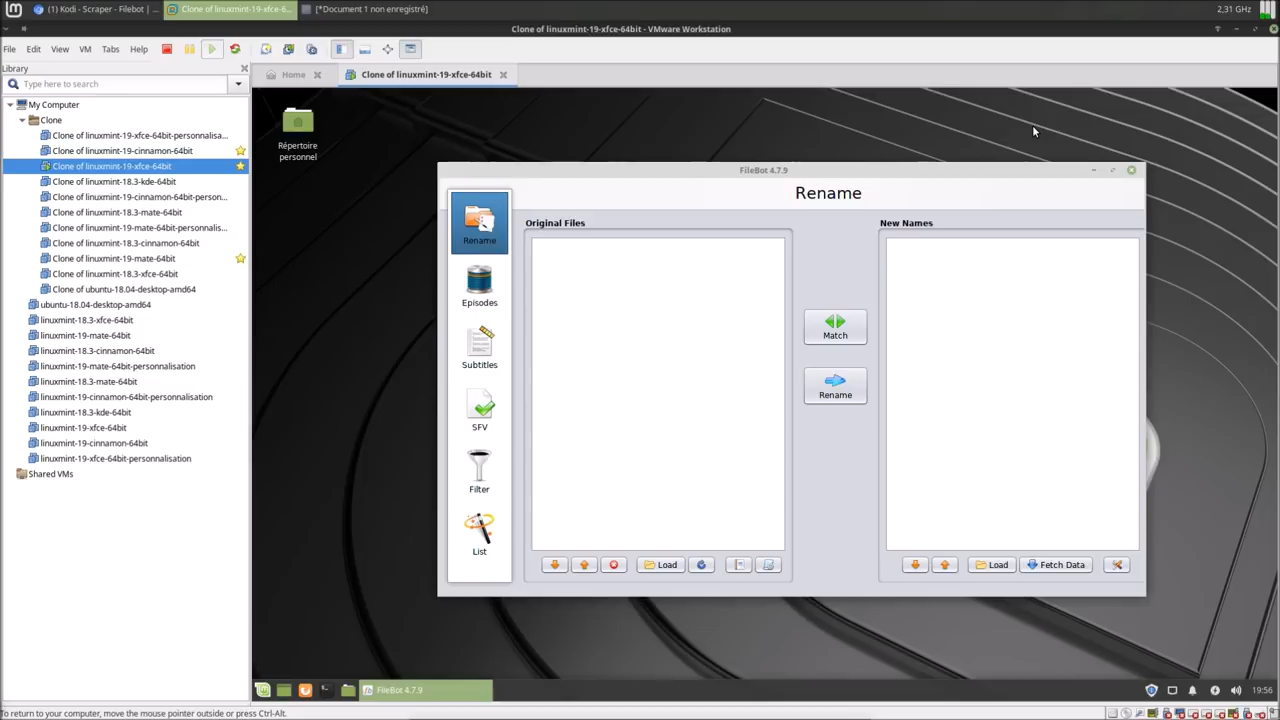 Kodi - Scraper - Filebot | ...
Clone of linuxmint-19-xfce-6...
[*Document 1 non enregistré]
2,31 GHz
Clone of linuxmint-19-xfce-64bit - VMware Workstation
File Edit View VM Tabs Help
Library
Type here to search
Home
Clone of linuxmint-19-xfce-64bit
My Computer
Clone
Clone of linuxmint-19-xfce-64bit-personnalisa...
Clone of linuxmint-19-cinnamon-64bit
Clone of linuxmint-19-xfce-64bit
Clone of linuxmint-18.3-kde-64bit
Clone of linuxmint-19-cinnamon-64bit-person...
Clone of linuxmint-18.3-mate-64bit
Clone of linuxmint-19-mate-64bit-personnalis...
Clone of linuxmint-18.3-cinnamon-64bit
Clone of linuxmint-19-mate-64bit
Clone of linuxmint-18.3-xfce-64bit
Clone of ubuntu-18.04-desktop-amd64
ubuntu-18.04-desktop-amd64
linuxmint-18.3-xfce-64bit
linuxmint-19-mate-64bit
linuxmint-18.3-cinnamon-64bit
linuxmint-19-mate-64bit-personnalisation
linuxmint-18.3-mate-64bit
linuxmint-19-cinnamon-64bit-personnalisation
linuxmint-18.3-kde-64bit
linuxmint-19-xfce-64bit
linuxmint-19-cinnamon-64bit
linuxmint-19-xfce-64bit-personnalisation
Shared VMs
Répertoire
personnel
FileBot 4.7.9
Rename
Rename
Episodes
Subtitles
SFV
Filter
List
Original Files
New Names
Match
Rename
Load
Load
Fetch Data
FileBot 4.7.9
19:56
To return to your computer, move the mouse pointer outside or press Ctrl-Alt.